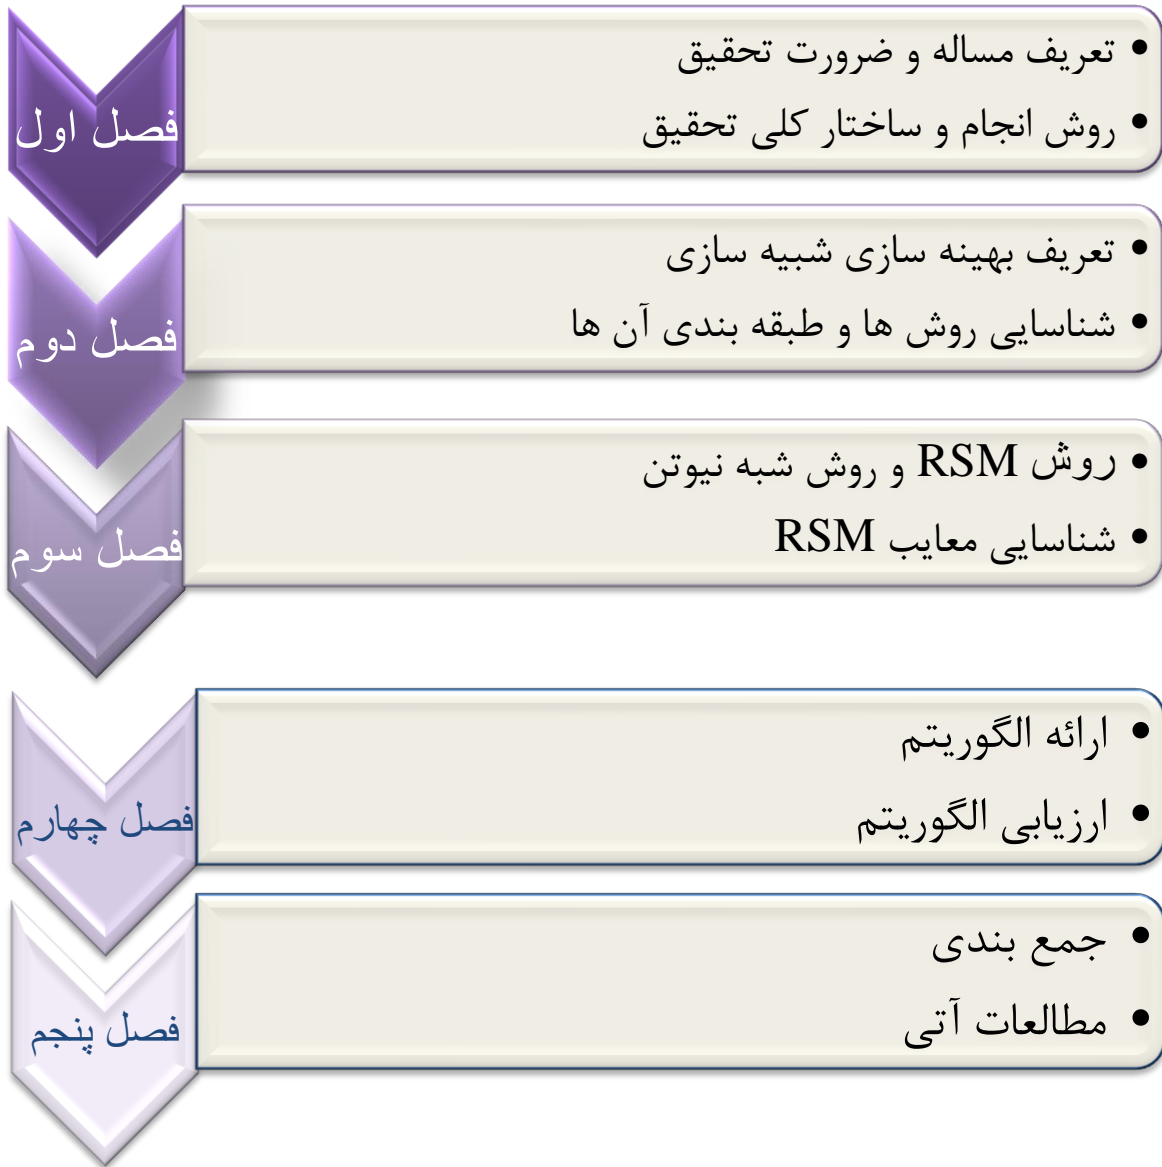 فصل اول
تعریف مساله و ضرورت تحقیق
روش انجام و ساختار کلی تحقیق
فصل دوم
تعریف بهینه سازی شبیه سازی
شناسایی روش ها و طبقه بندی آن ها
فصل سوم
روش RSM و روش شبه نیوتن
شناسایی معایب RSM
فصل چهارم
ارائه الگوریتم
ارزیابی الگوریتم
فصل پنجم
جمع بندی
مطالعات آتی